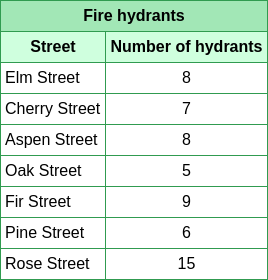 Fire hydrants
Street Number of hydrants
Elm Street 8
Cherry Street 7
Aspen Street 8
Oak Street 5
Fir Street 9
Pine Street 6
Rose Street 15